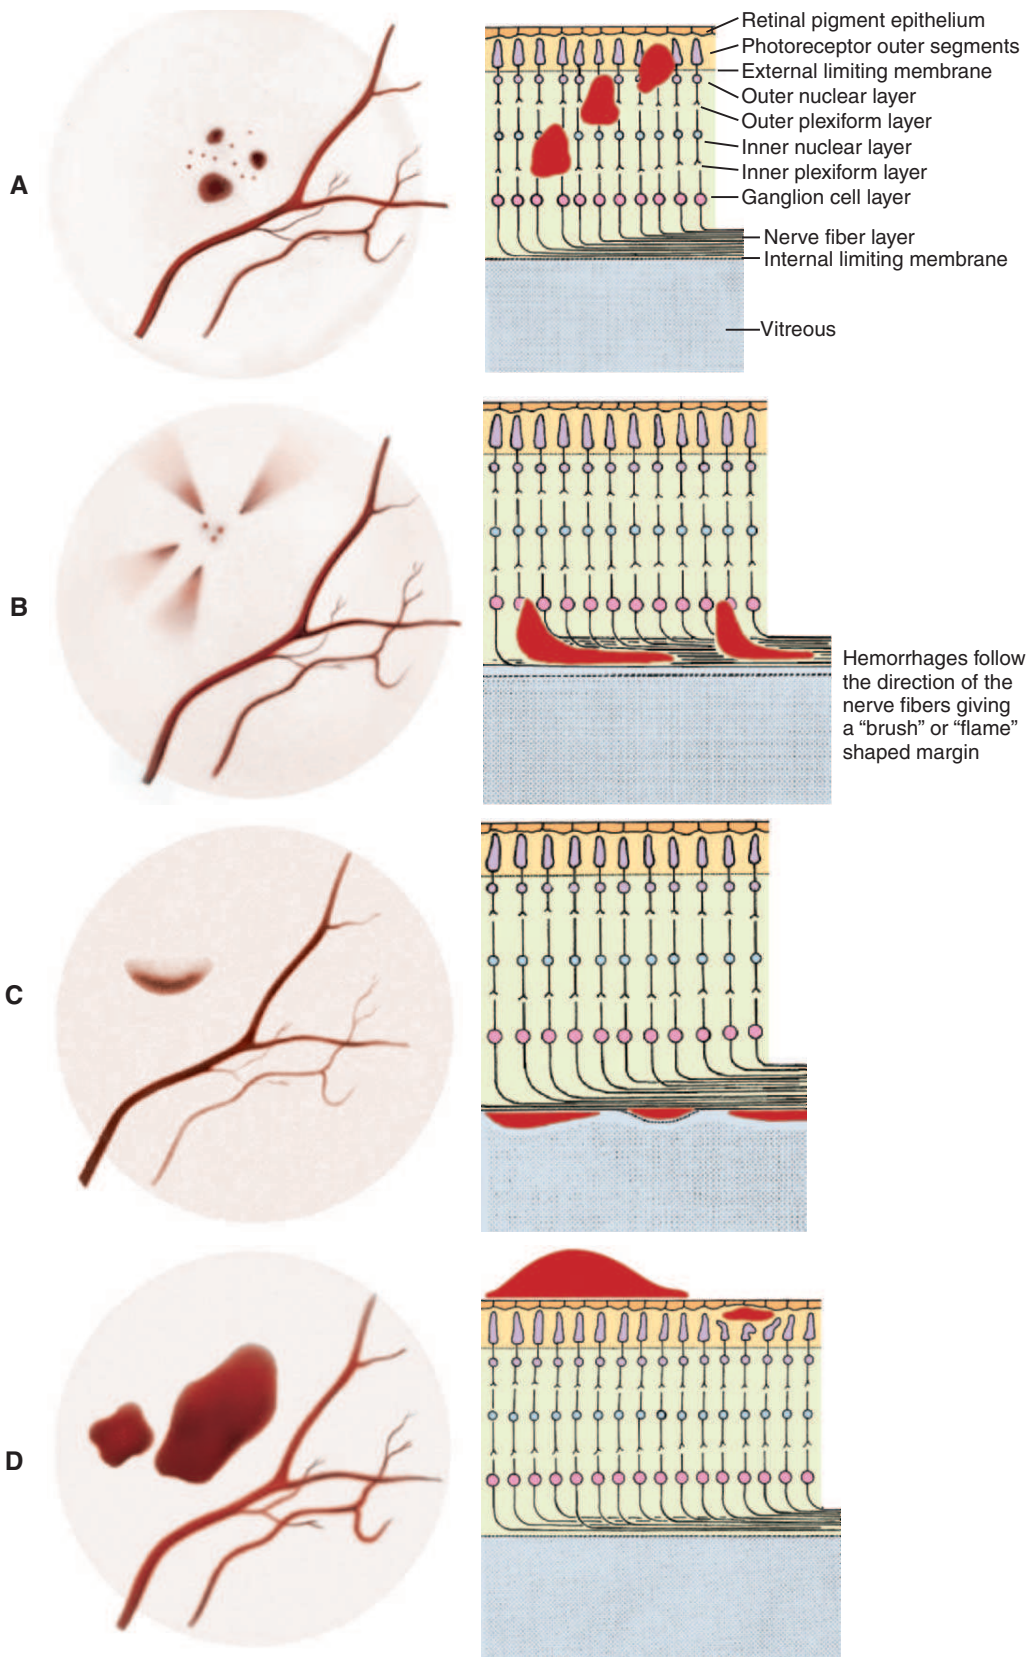 A
Retinal pigment epithelium
Photoreceptor outer segments
External limiting membrane
Outer nuclear layer
Outer plexiform layer
Inner nuclear layer
Inner plexiform layer
Ganglion cell layer
Nerve fiber layer
Internal limiting membrane
Vitreous
B
Hemorrhages follow
the direction of the
nerve fibers giving
a “brush” or “flame”
shaped margin
C
D